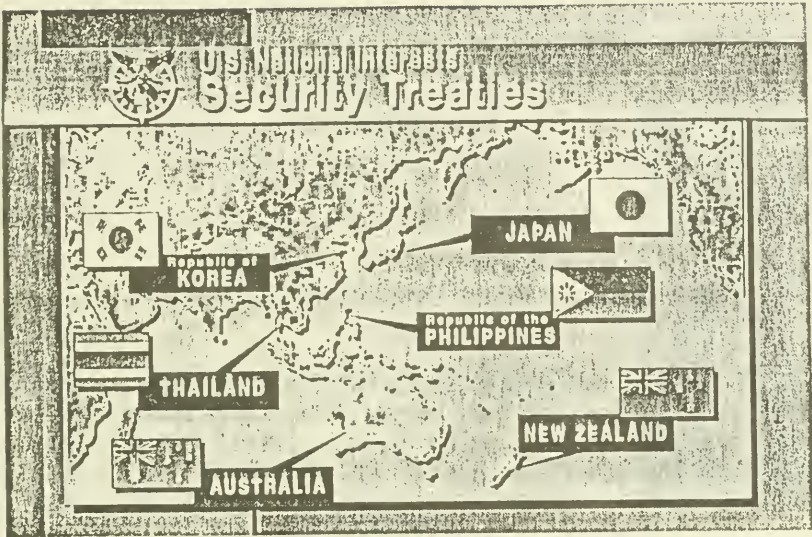 U.S. National Interests
Security Treaties
JAPAN
Republic of
KOREA
Republic of the
PHILIPPINES
THAILAND
NEW ZEALAND
AUSTRALIA